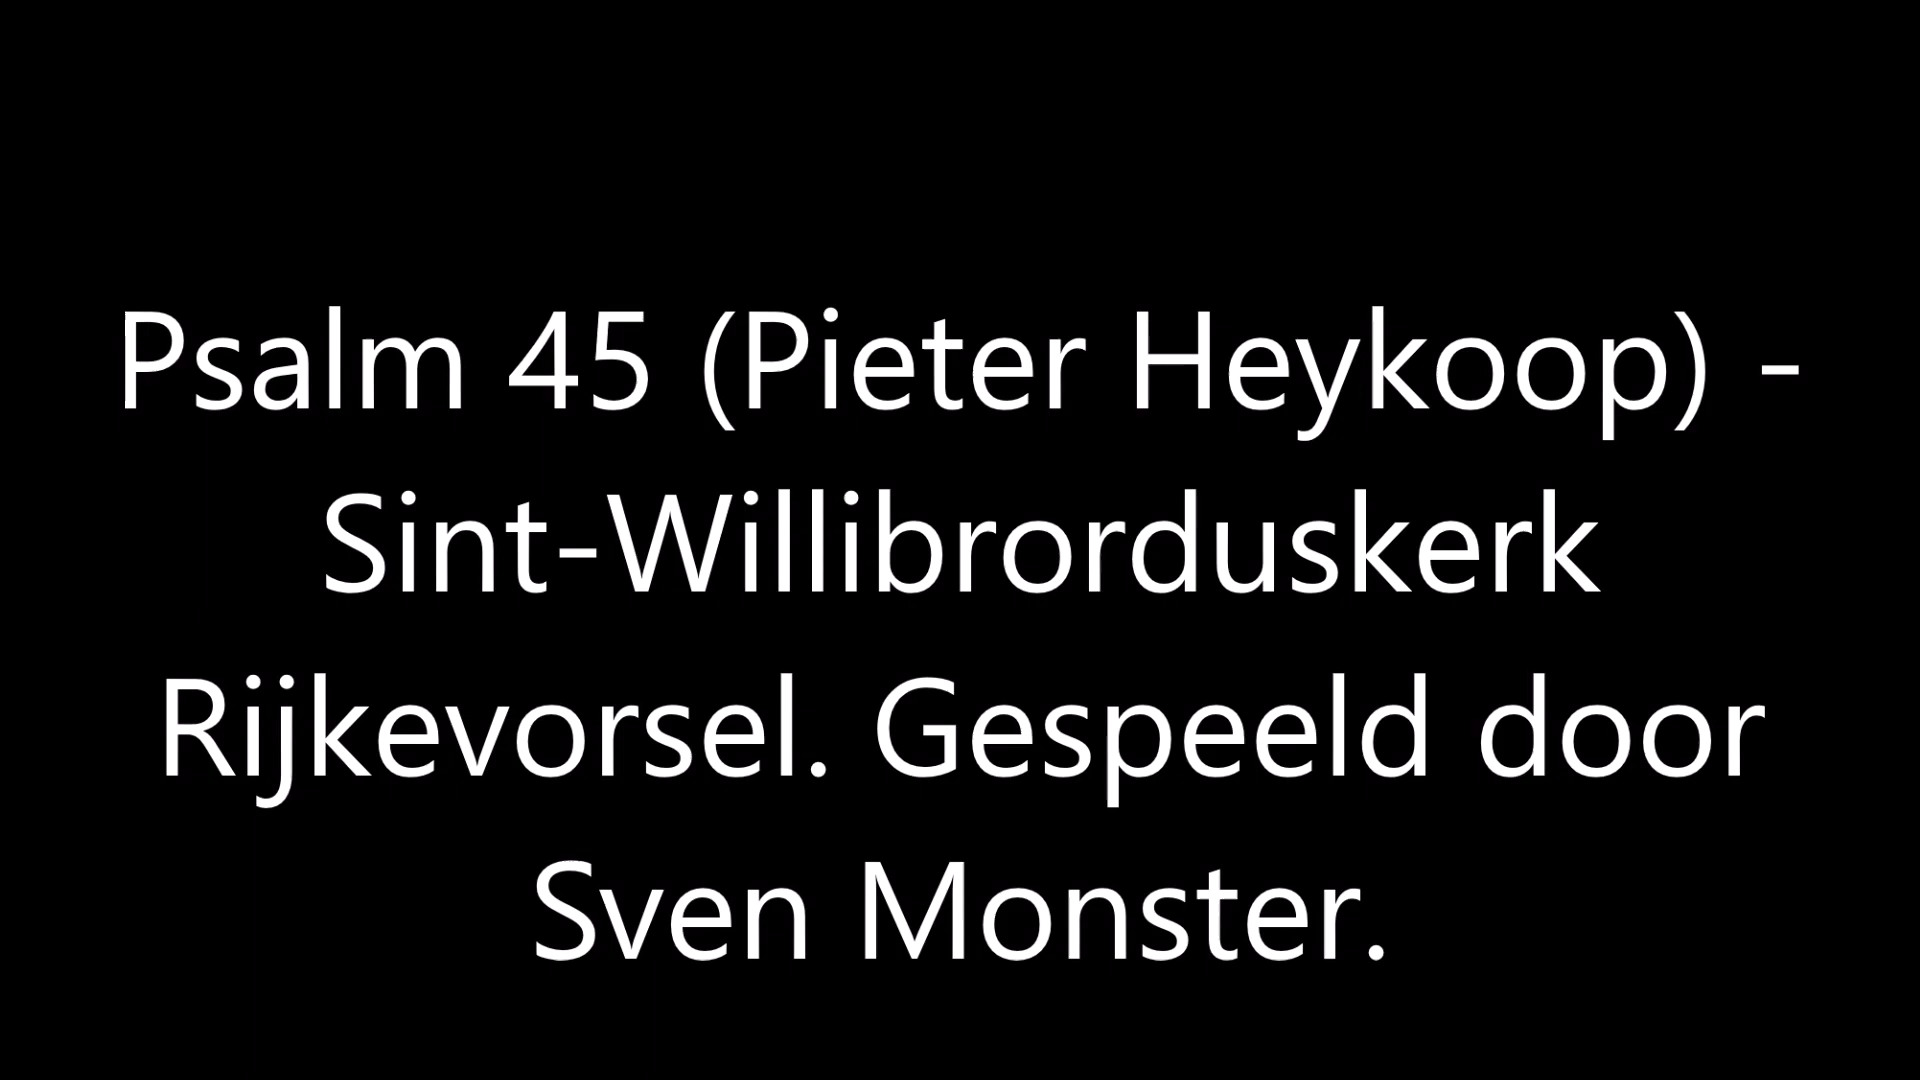 Psalm 45 (Pieter Heykoop) -
Sint-Willibrorduskerk
Rijkevorsel. Gespeeld door
Sven Monster.